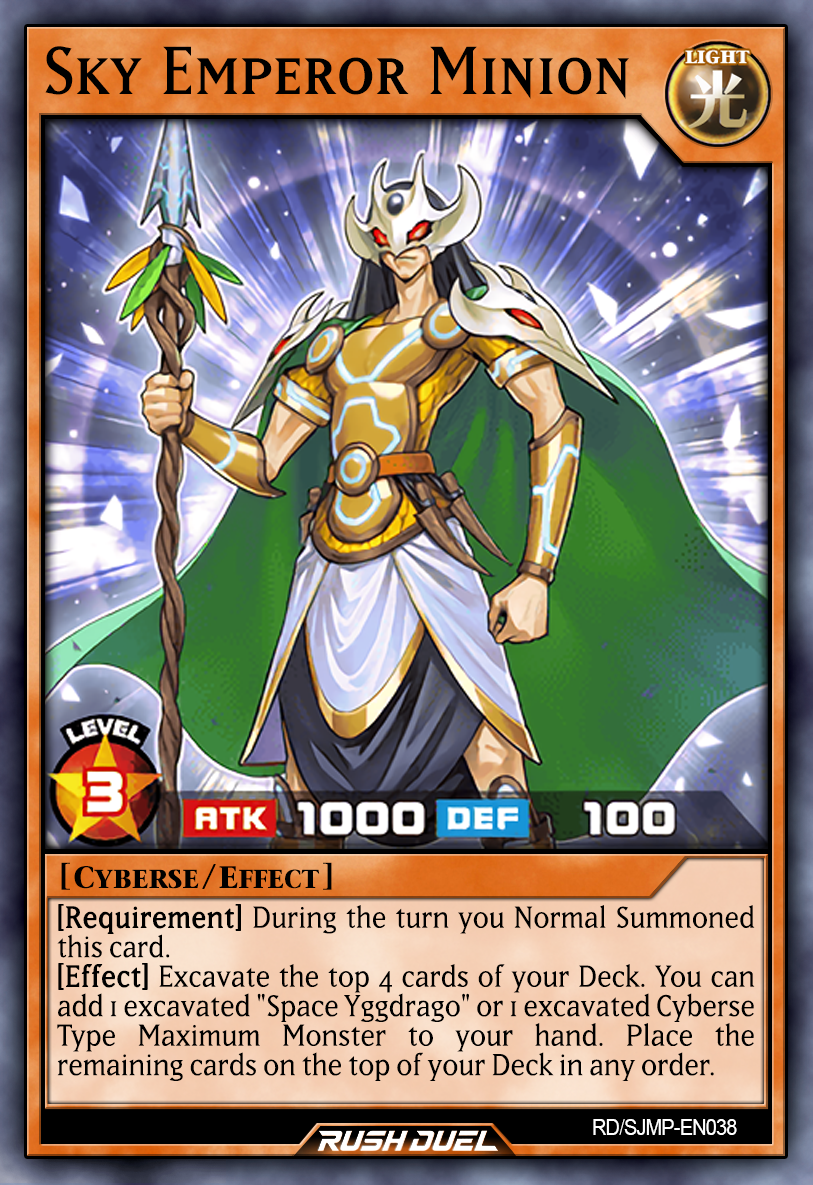 Sky Emperor Minion
LIGHT
光
LEVEL
3
ATK 1000 DEF 100
[Cyberse/Effect]
[Requirement] During the turn you Normal Summoned
this card.
[Effect] Excavate the top 4 cards of your Deck. You can
add 1 excavated "Space Yggdrago" or 1 excavated Cyberse
Type Maximum Monster to your hand. Place the
remaining cards on the top of your Deck in any order.
RD/SJMP-EN038
RUSH DUEL